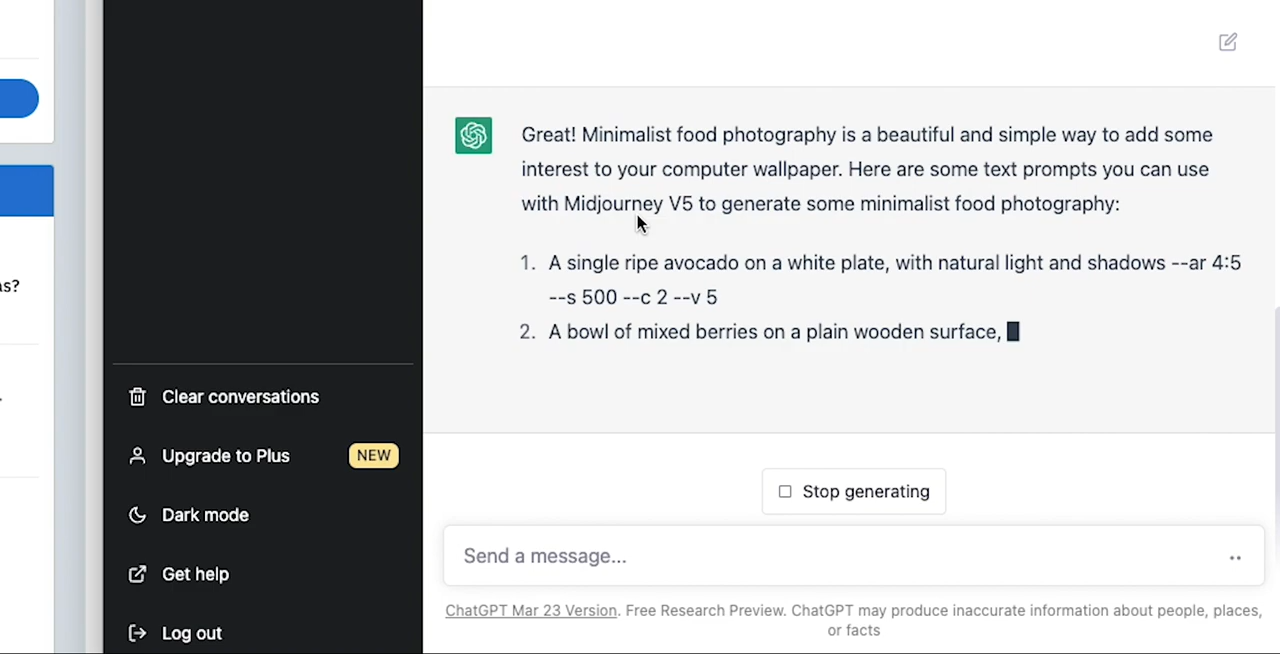 Great! Minimalist food photography is a beautiful and simple way to add some
interest to your computer wallpaper. Here are some text prompts you can use
with Midjourney V5 to generate some minimalist food photography:
1. A single ripe avocado on a white plate, with natural light and shadows --ar 4:5
--s 500 --c 2 --v 5
2. A bowl of mixed berries on a plain wooden surface,
Clear conversations
Upgrade to Plus NEW
Dark mode
Get help
Log out
Stop generating
Send a message...
ChatGPT Mar 23 Version. Free Research Preview. ChatGPT may produce inaccurate information about people, places,
or facts